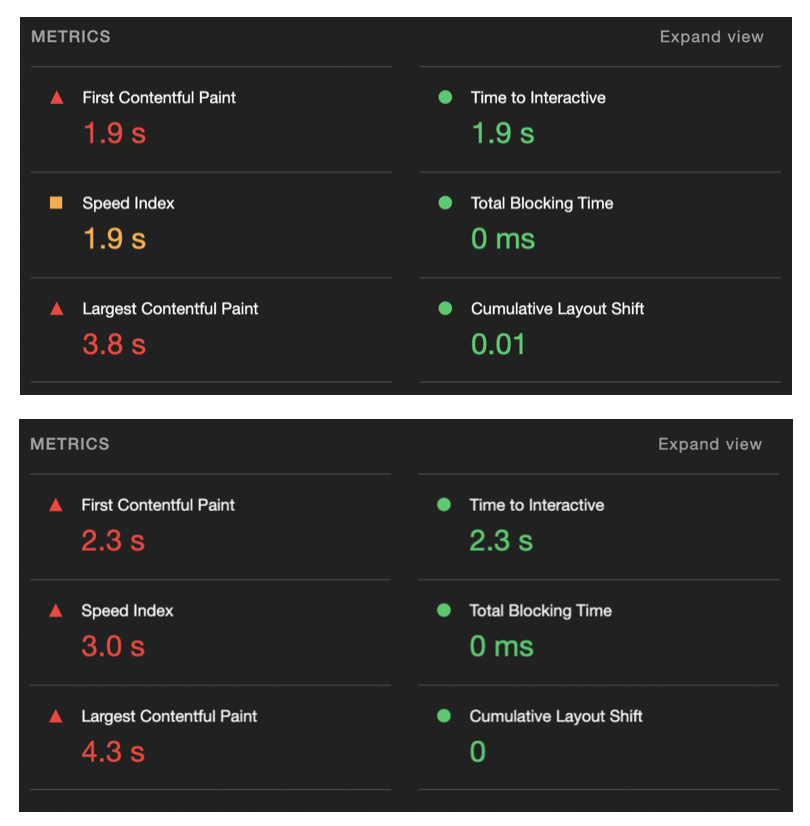 METRICS Expand view
First Contentful Paint Time to Interactive
1.9 s 1.9 s
Speed Index Total Blocking Time
1.9 s 0 ms
Largest Contentful Paint Cumulative Layout Shift
3.8 s 0.01
METRICS Expand view
First Contentful Paint Time to Interactive
2.3 s 2.3 s
Speed Index Total Blocking Time
3.0 s 0 ms
Largest Contentful Paint Cumulative Layout Shift
4.3 s 0